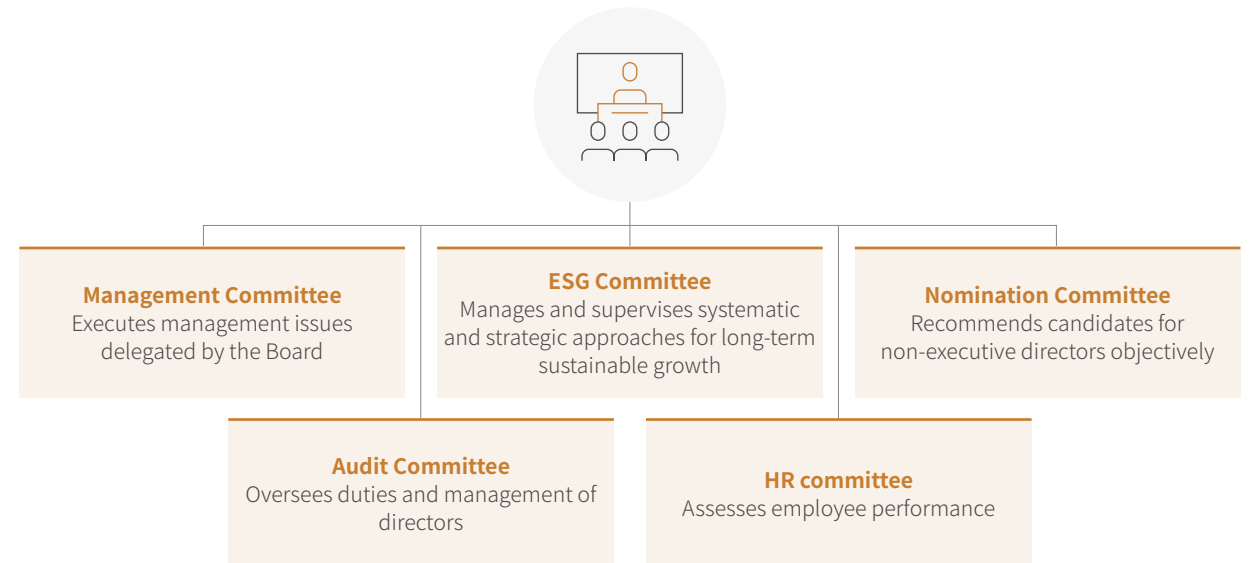 Management Committee
Executes management issues
delegated by the Board
ESG Committee
Manages and supervises systematic
and strategic approaches for long-term
sustainable growth
Nomination Committee
Recommends candidates for
non-executive directors objectively
Audit Committee
Oversees duties and management of
directors
HR committee
Assesses employee performance